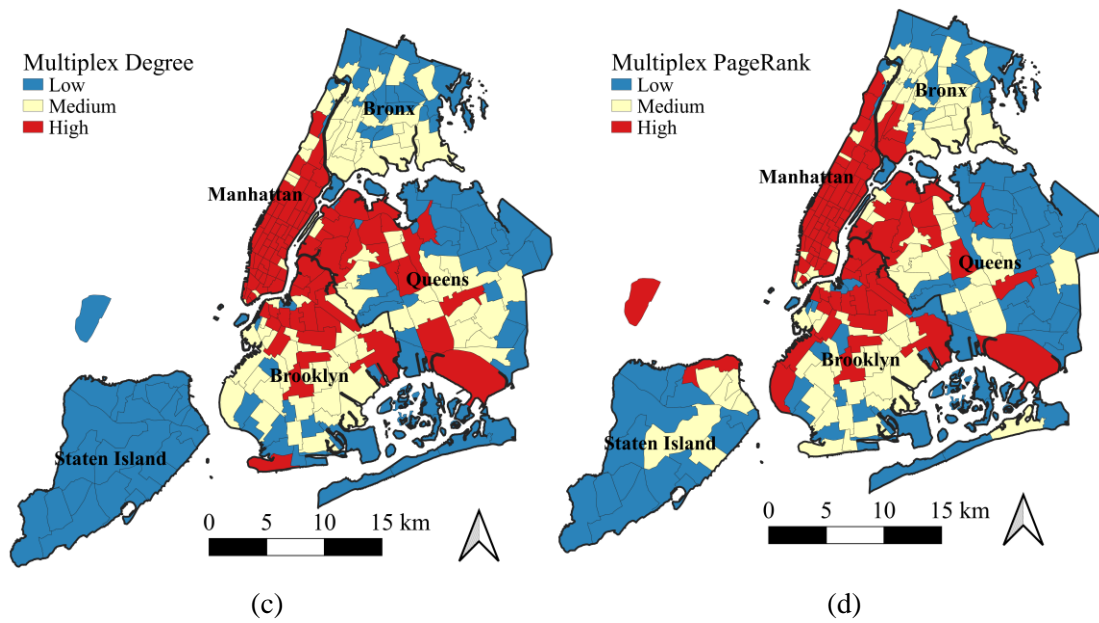 Multiplex Degree
Low
Medium
High
Bronx
Manhattan
Queens
Brooklyn
Staten Island
0 5 10 15 km
(c)
Multiplex PageRank
Low
Medium
High
Bronx
Manhattan
Queens
Brooklyn
Staten Island
0 5 10 15 km
(d)